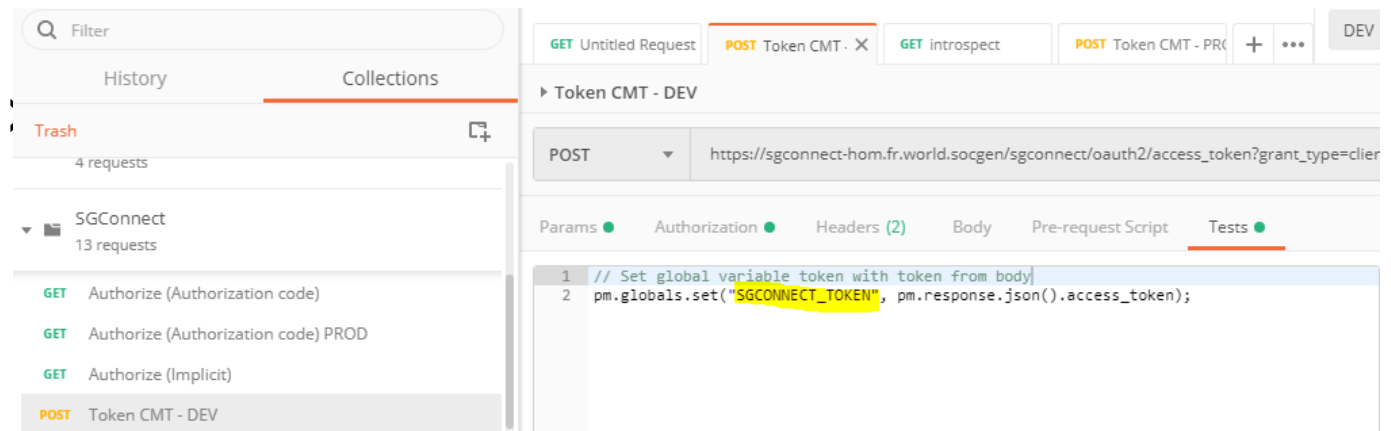 Filter
History Collections
Trash
4 requests
SGConnect
13 requests
GET Authorize (Authorization code)
GET Authorize (Authorization code) PROD
GET Authorize (Implicit)
POST Token CMT - DEV
GET Untitled Request POST Token CMT - GET introspect POST Token CMT - PR DEV
Token CMT - DEV
POST https://sgconnect-hom.fr.world.socgen/sgconnect/oauth2/access_token?grant_type=clien
Params Authorization Headers (2) Body Pre-request Script Tests
1 // Set global variable token with token from body
2 pm.globals.set("SGCONNECT_TOKEN", pm.response.json().access_token);